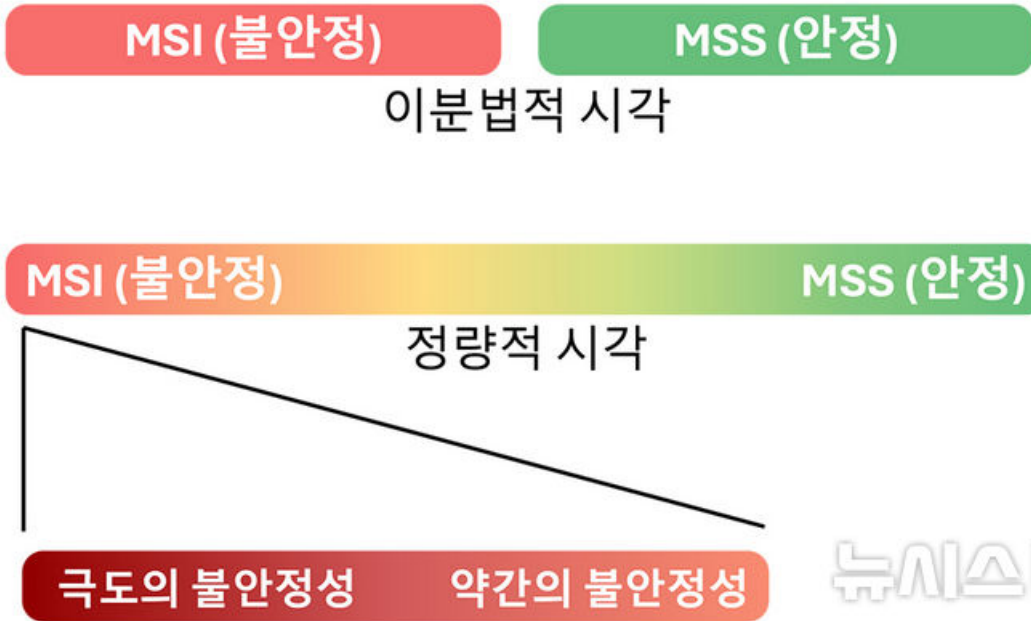 MSI (불안정) MSS (안정)
이분법적 시각
MSI (불안정) MSS (안정)
정량적 시각
극도의 불안정성 약간의 불안정성
뉴시스